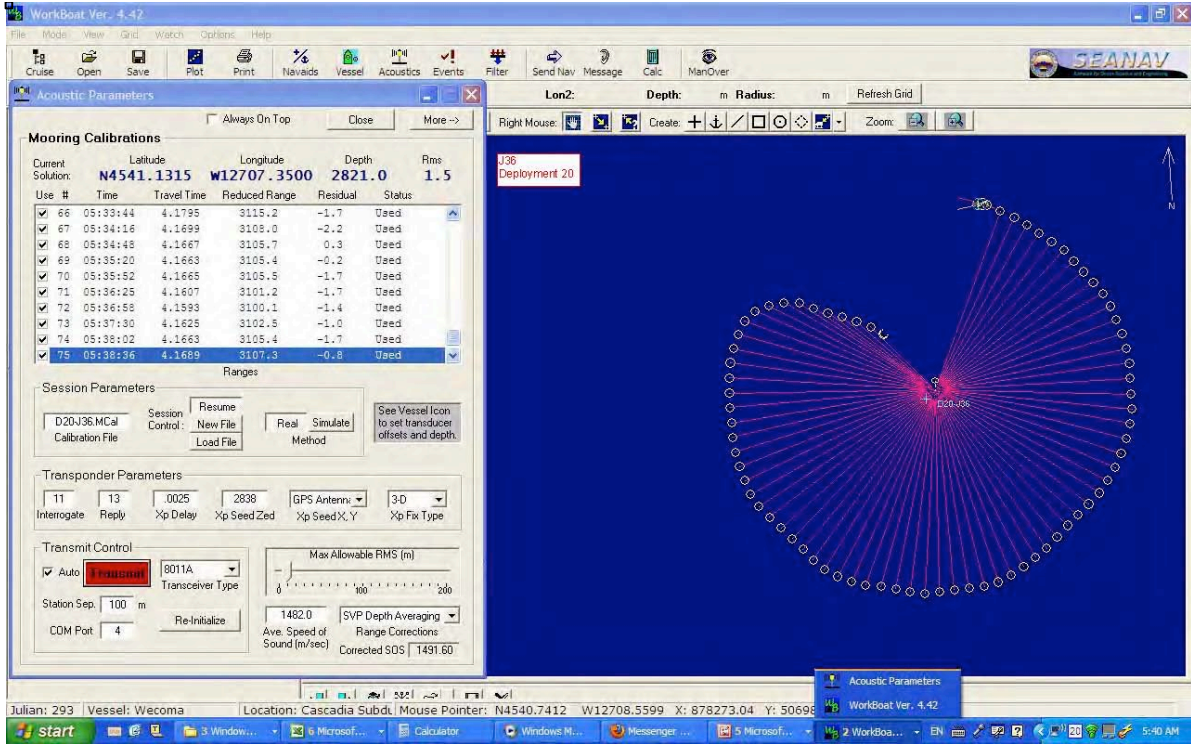 WorkBoat Ver. 4.42
File Mode View Grid Watch Options Help
Cruise Open Save Plot Print Navaids Vessel Acoustics Events Filter Send Nav Message Calc ManOver
SEANAV
Acoustic Parameters
Lon2: Depth: m Radius: m Refresh Grid
Always On Top Close More -->
Right Mouse: Create: Zoom:
Mooring Calibrations
Latitude Longitude Depth Rms
Current Solution: N4541.1315 W12707.3500 2821.0 1.5
Use # Time Travel Time Reduced Range Residual Status
66 05:33:44 4.1795 3115.2 -1.7 Used
67 05:34:16 4.1699 3108.0 -2.2 Used
68 05:34:48 4.1667 3105.7 0.3 Used
69 05:35:20 4.1663 3105.4 -0.2 Used
70 05:35:52 4.1665 3105.5 -1.7 Used
71 05:36:25 4.1607 3101.2 -1.7 Used
72 05:36:58 4.1593 3100.1 -1.4 Used
73 05:37:30 4.1625 3102.5 -1.0 Used
74 05:38:02 4.1663 3105.4 -1.7 Used
75 05:38:36 4.1689 3107.3 -0.8 Used
Ranges
Session Parameters
D20-J36.MCal
Calibration File
Session Control:
Resume
New File
Load File
Real Simulate
Method
See Vessel Icon
to set transducer
offsets and depth.
Transponder Parameters
11 13 .0025 2838 GPS Antenna 3-D
Interrogate Reply Xp Delay Xp Seed Zed Xp Seed X, Y Xp Fix Type
Transmit Control
Auto Transmit 8011A
Transceiver Type
Station Sep. 100 m
COM Port 4
Re-Initialize
Max Allowable RMS (m)
0 100 200
1482.0 SVP Depth Averaging
Ave. Speed of Sound (m/sec)
Range Corrections
Corrected SOS 1491.60
J36
Deployment 20
N
D20-J36
Acoustic Parameters
WorkBoat Ver. 4.42
Julian: 293 Vessel: Wecoma Location: Cascadia Subdu Mouse Pointer: N4540.7412 W12708.5599 X: 878273.04 Y: 50698
start 3 Window... 6 Microsof... Calculator Windows M... Messenger ... 5 Microsof... 2 WorkBoa... EN 20 5:40 AM